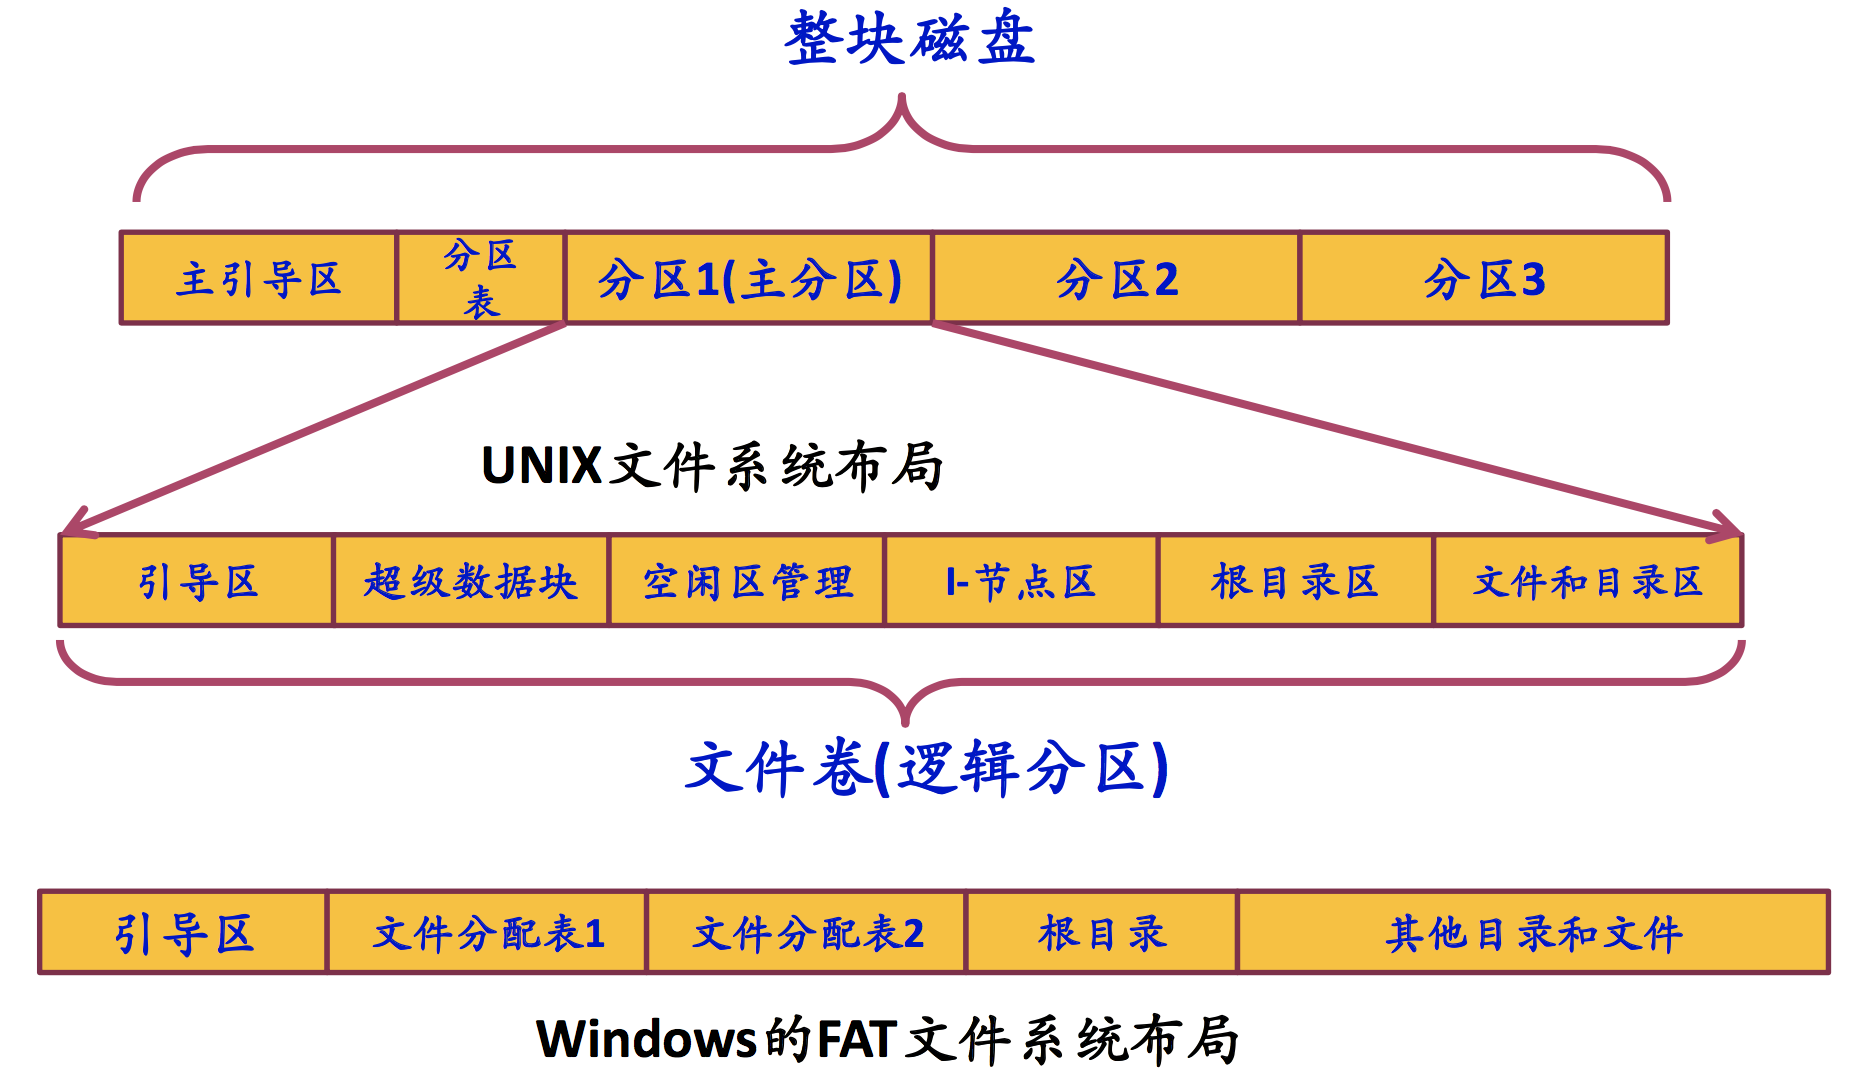 整块磁盘
主引导区
分区
表
分区1(主分区)
分区2
分区3
UNIX文件系统布局
引导区
超级数据块
空闲区管理
I-节点区
根目录区
文件和目录区
文件卷(逻辑分区)
引导区
文件分配表1
文件分配表2
根目录
其他目录和文件
Windows的FAT文件系统布局